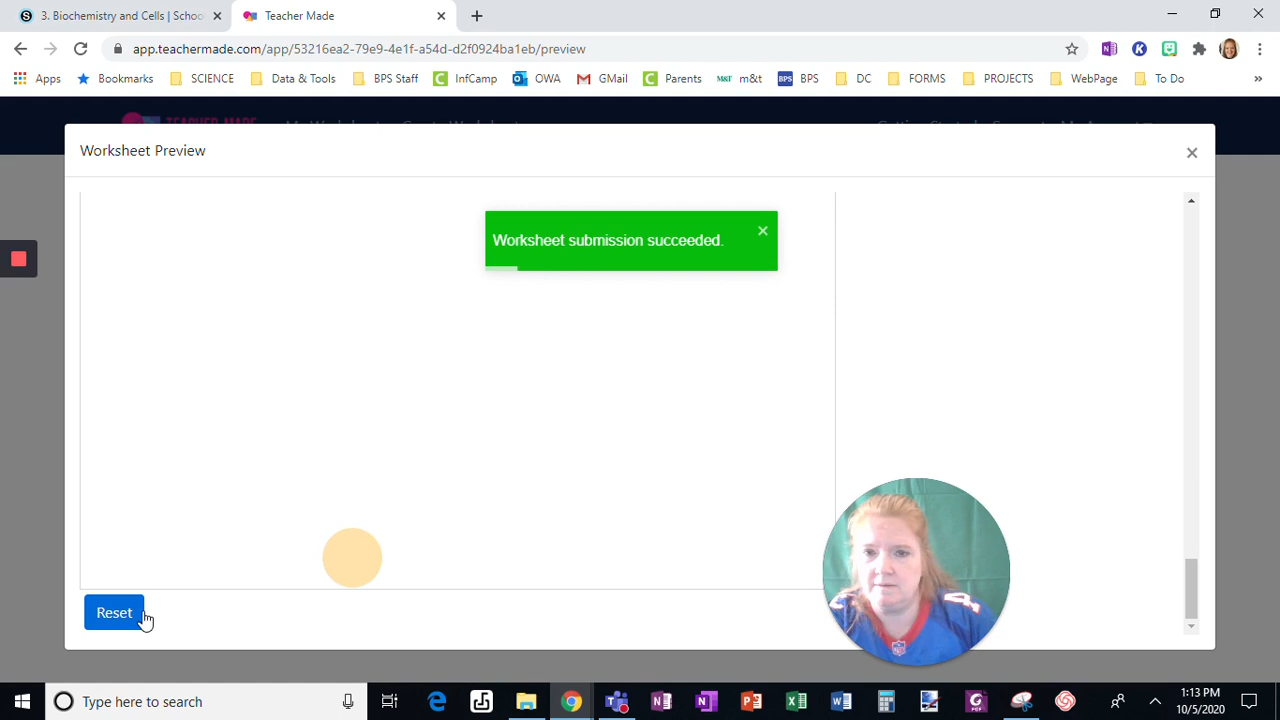 3. Biochemistry and Cells | Schoo
Teacher Made
app.teachermade.com/app/53216ea2-79e9-4e1f-a54d-d2f0924ba1eb/preview
Apps
Bookmarks
SCIENCE
Data & Tools
BPS Staff
InfCamp
OWA
GMail
Parents
m&t
m&t
BPS
BPS
DC
FORMS
PROJECTS
WebPage
To Do
»
Worksheet Preview
Worksheet submission succeeded.
Reset
Type here to search
1:13 PM
10/5/2020